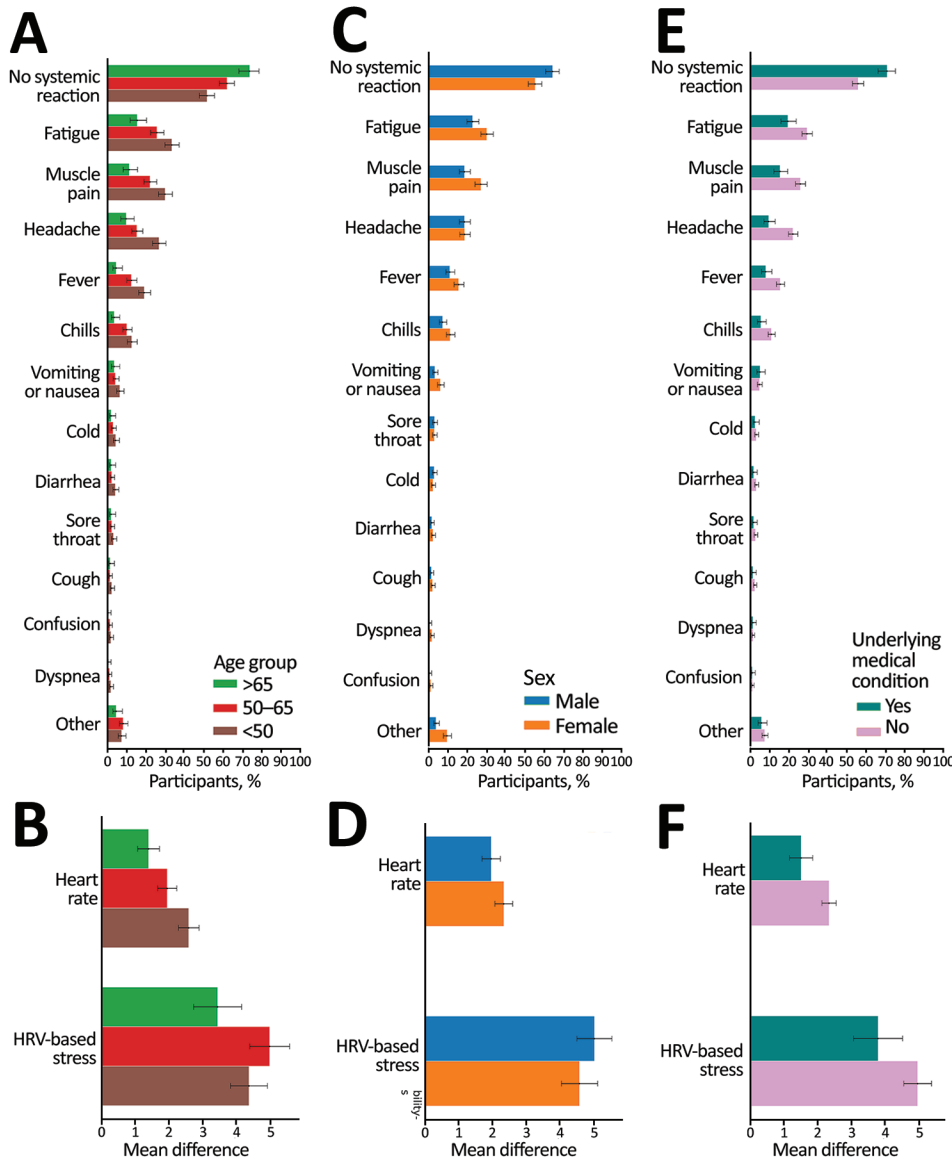 A
No systemic
reaction
Fatigue
Muscle
pain
Headache
Fever
Chills
Vomiting
or nausea
Cold
Diarrhea
Sore
throat
Cough
Confusion
Dyspnea
Other
Age group
>65
50–65
<50
0 10 20 30 40 50 60 70 80 90 100
Participants, %
C
No systemic
reaction
Fatigue
Muscle
pain
Headache
Fever
Chills
Vomiting
or nausea
Sore
throat
Cold
Diarrhea
Cough
Dyspnea
Confusion
Other
Sex
Male
Female
0 10 20 30 40 50 60 70 80 90 100
Participants, %
E
No systemic
reaction
Fatigue
Muscle
pain
Headache
Fever
Chills
Vomiting
or nausea
Cold
Diarrhea
Sore
throat
Cough
Dyspnea
Confusion
Other
Underlying
medical
condition
Yes
No
0 10 20 30 40 50 60 70 80 90 100
Participants, %
B
Heart
rate
HRV-based
stress
0 1 2 3 4 5
Mean difference
D
Heart
rate
HRV-based
stress
bility-
s
0 1 2 3 4 5
Mean difference
F
Heart
rate
HRV-based
stress
0 1 2 3 4 5
Mean difference